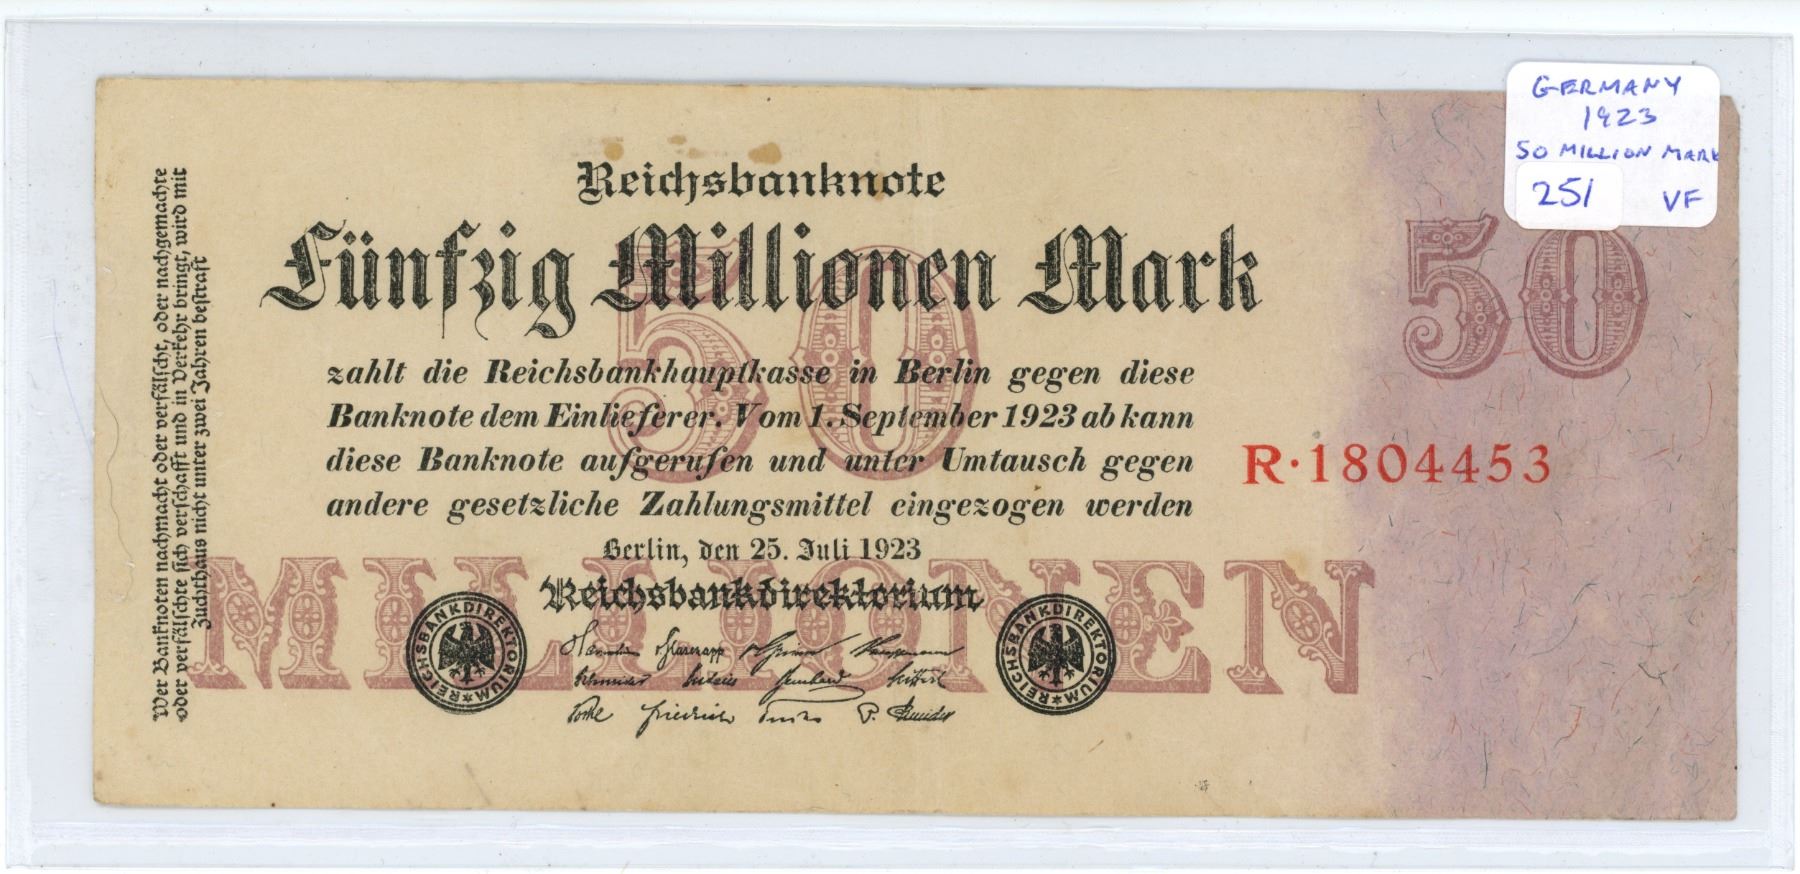 GERMANY
1923
50 MILLION MARK
251 VF
Reichsbanknote
Fünfzig Millionen Mark
50
50
zahlt die Reichsbankhauptkasse in Berlin gegen diese
Banknote dem Einlieferer. Vom 1. September 1923 ab kann
diese Banknote aufgerufen und unter Umtausch gegen
andere gesetzliche Zahlungsmittel eingezogen werden
R·1804453
Berlin, den 25. Juli 1923
Reichsbankdirektorium
MILLIONEN
REICHSBANKDIREKTORIUM
REICHSBANKDIREKTORIUM
Wer Banknoten nachmacht oder verfälscht, oder nachgemachte
oder verfälschte sich verschafft und in Verkehr bringt, wird mit
Zuchthaus nicht unter zwei Jahren bestraft